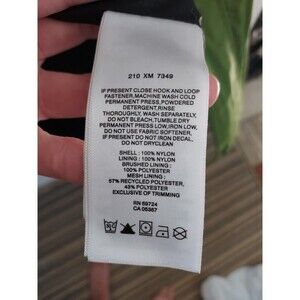 210 XM 7349
IF PRESENT CLOSE HOOK AND LOOP
FASTENER, MACHINE WASH COLD
PERMANENT PRESS, POWDERED
DETERGENT, RINSE
THOROUGHLY, WASH SEPARATELY,
DO NOT BLEACH, TUMBLE DRY
PERMANENT PRESS LOW, IRON LOW,
DO NOT USE FABRIC SOFTENER,
IF PRESENT DO NOT IRON DECAL,
DO NOT DRYCLEAN
SHELL : 100% NYLON
LINING : 100% NYLON
BRUSHED LINING :
100% POLYESTER
MESH LINING :
57% RECYCLED POLYESTER,
43% POLYESTER
EXCLUSIVE OF TRIMMING
RN 59724
CA 05367